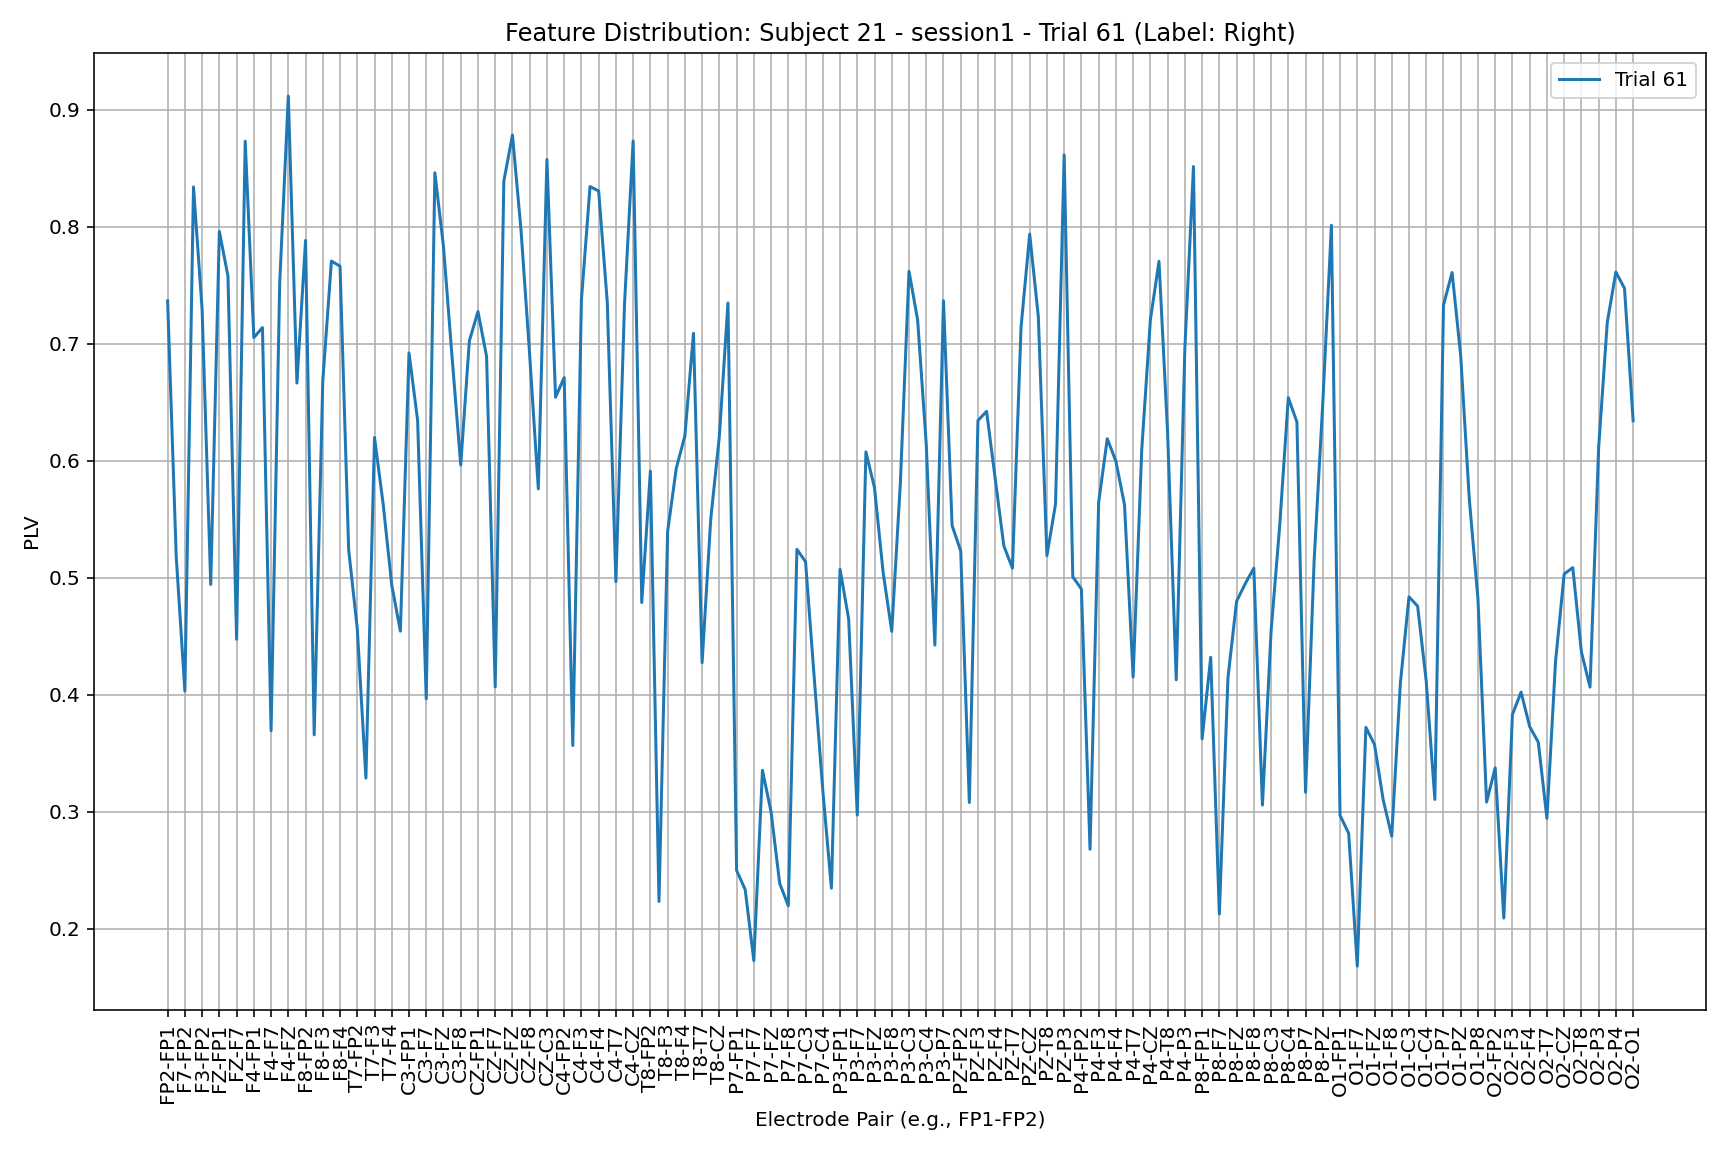 Feature Distribution: Subject 21 - session1 - Trial 61 (Label: Right)
Trial 61
PLV
0.9
0.8
0.7
0.6
0.5
0.4
0.3
0.2
FP2-FP1
F7-FP2
F3-FP2
FZ-FP1
FZ-F7
F4-FP1
F4-F7
F4-FZ
F8-FP2
F8-F3
F8-F4
T7-FP2
T7-F3
T7-F4
C3-FP1
C3-F7
C3-FZ
C3-F8
CZ-FP1
CZ-F7
CZ-FZ
CZ-F8
CZ-C3
C4-FP2
C4-F3
C4-F4
C4-T7
C4-CZ
T8-FP2
T8-F3
T8-F4
T8-T7
T8-CZ
P7-FP1
P7-F7
P7-FZ
P7-F8
P7-C3
P7-C4
P3-FP1
P3-F7
P3-FZ
P3-F8
P3-C3
P3-C4
P3-P7
PZ-FP2
PZ-F3
PZ-F4
PZ-T7
PZ-CZ
PZ-T8
PZ-P3
P4-FP2
P4-F3
P4-F4
P4-T7
P4-CZ
P4-T8
P4-P3
P8-FP1
P8-F7
P8-FZ
P8-F8
P8-C3
P8-C4
P8-P7
P8-PZ
O1-FP1
O1-F7
O1-FZ
O1-F8
O1-C3
O1-C4
O1-P7
O1-PZ
O1-P8
O2-FP2
O2-F3
O2-F4
O2-T7
O2-CZ
O2-T8
O2-P3
O2-P4
O2-O1
Electrode Pair (e.g., FP1-FP2)